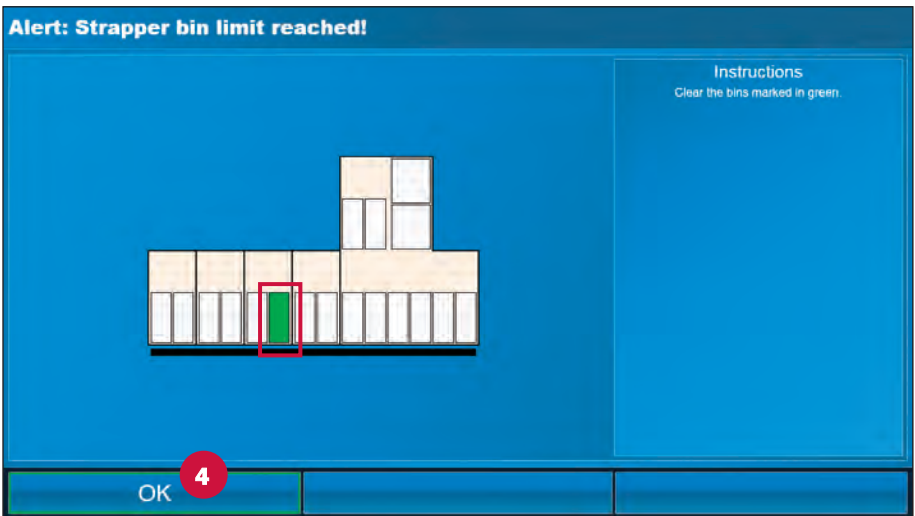 Alert: Strapper bin limit reached!
Instructions
Clear the bins marked in green.
4
OK